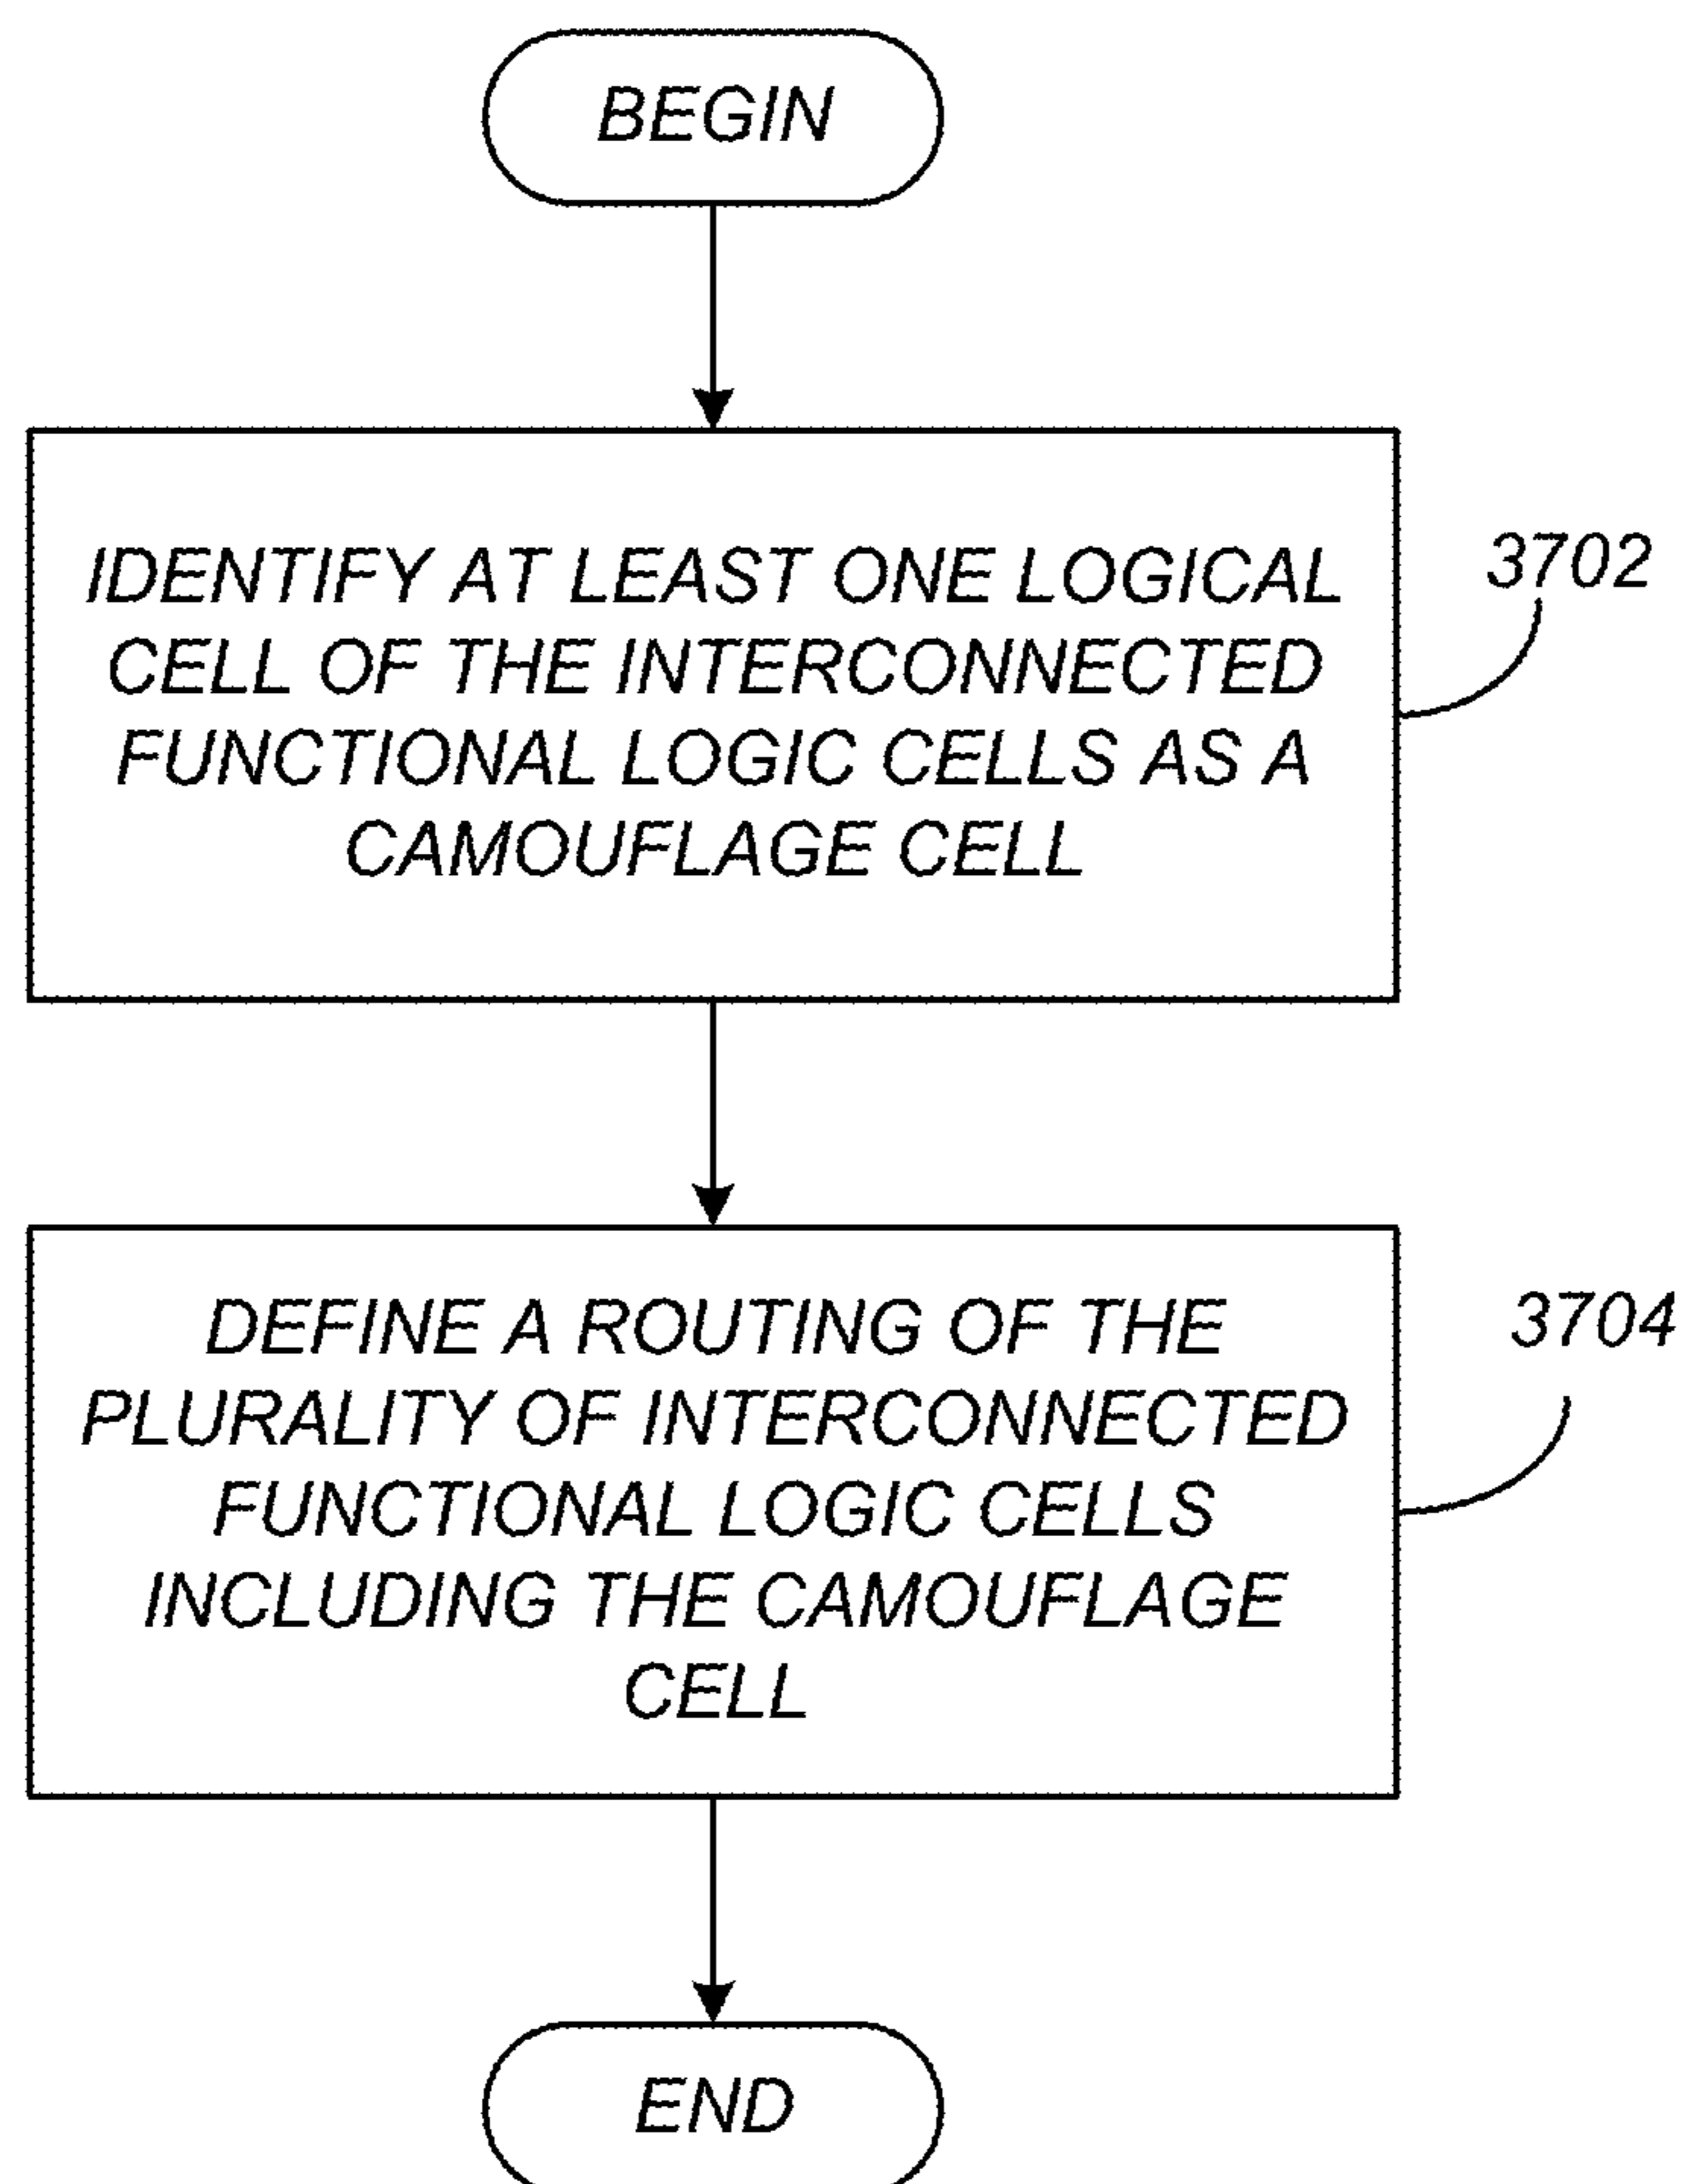 BEGIN
IDENTIFY AT LEAST ONE LOGICAL
CELL OF THE INTERCONNECTED
FUNCTIONAL LOGIC CELLS AS A
CAMOUFLAGE CELL
3702
DEFINE A ROUTING OF THE
PLURALITY OF INTERCONNECTED
FUNCTIONAL LOGIC CELLS
INCLUDING THE CAMOUFLAGE
CELL
3704
END